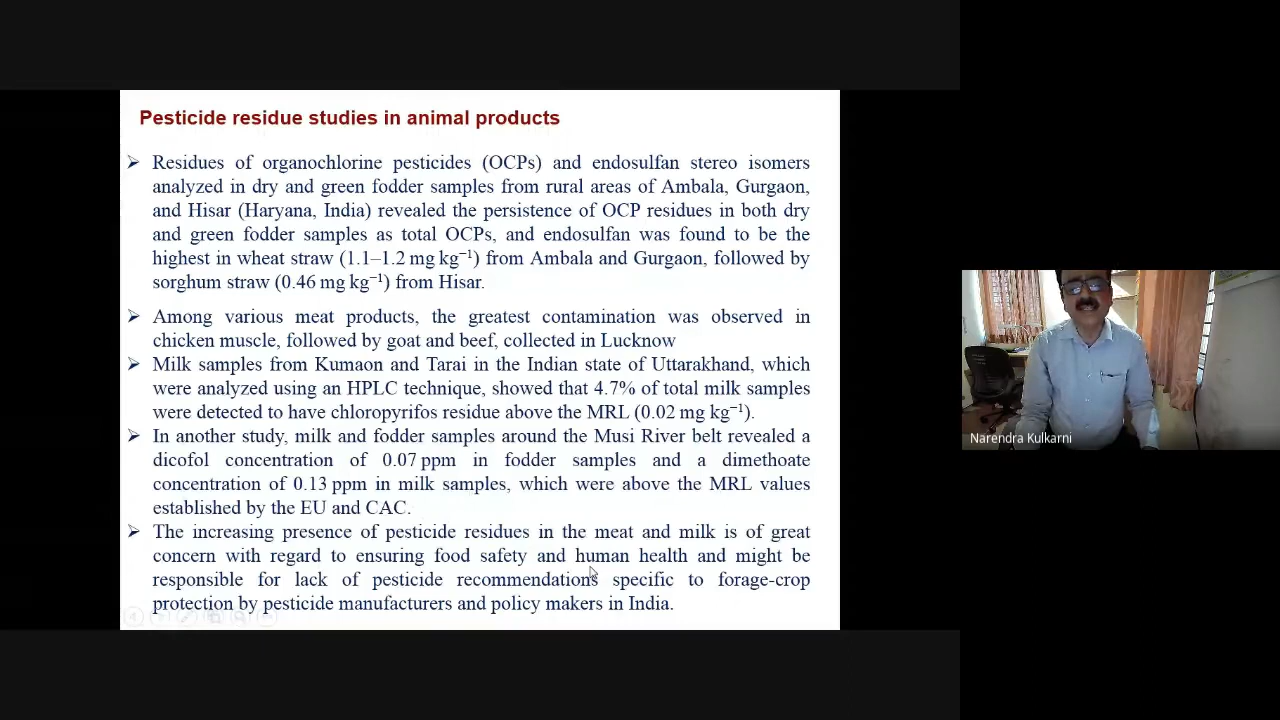 Pesticide residue studies in animal products
➢ Residues of organochlorine pesticides (OCPs) and endosulfan stereo isomers
analyzed in dry and green fodder samples from rural areas of Ambala, Gurgaon,
and Hisar (Haryana, India) revealed the persistence of OCP residues in both dry
and green fodder samples as total OCPs, and endosulfan was found to be the
highest in wheat straw (1.1–1.2 mg kg⁻¹) from Ambala and Gurgaon, followed by
sorghum straw (0.46 mg kg⁻¹) from Hisar.
➢ Among various meat products, the greatest contamination was observed in
chicken muscle, followed by goat and beef, collected in Lucknow
➢ Milk samples from Kumaon and Tarai in the Indian state of Uttarakhand, which
were analyzed using an HPLC technique, showed that 4.7% of total milk samples
were detected to have chloropyrifos residue above the MRL (0.02 mg kg⁻¹).
➢ In another study, milk and fodder samples around the Musi River belt revealed a
dicofol concentration of 0.07 ppm in fodder samples and a dimethoate
concentration of 0.13 ppm in milk samples, which were above the MRL values
established by the EU and CAC.
➢ The increasing presence of pesticide residues in the meat and milk is of great
concern with regard to ensuring food safety and human health and might be
responsible for lack of pesticide recommendations specific to forage-crop
protection by pesticide manufacturers and policy makers in India.
Narendra Kulkarni